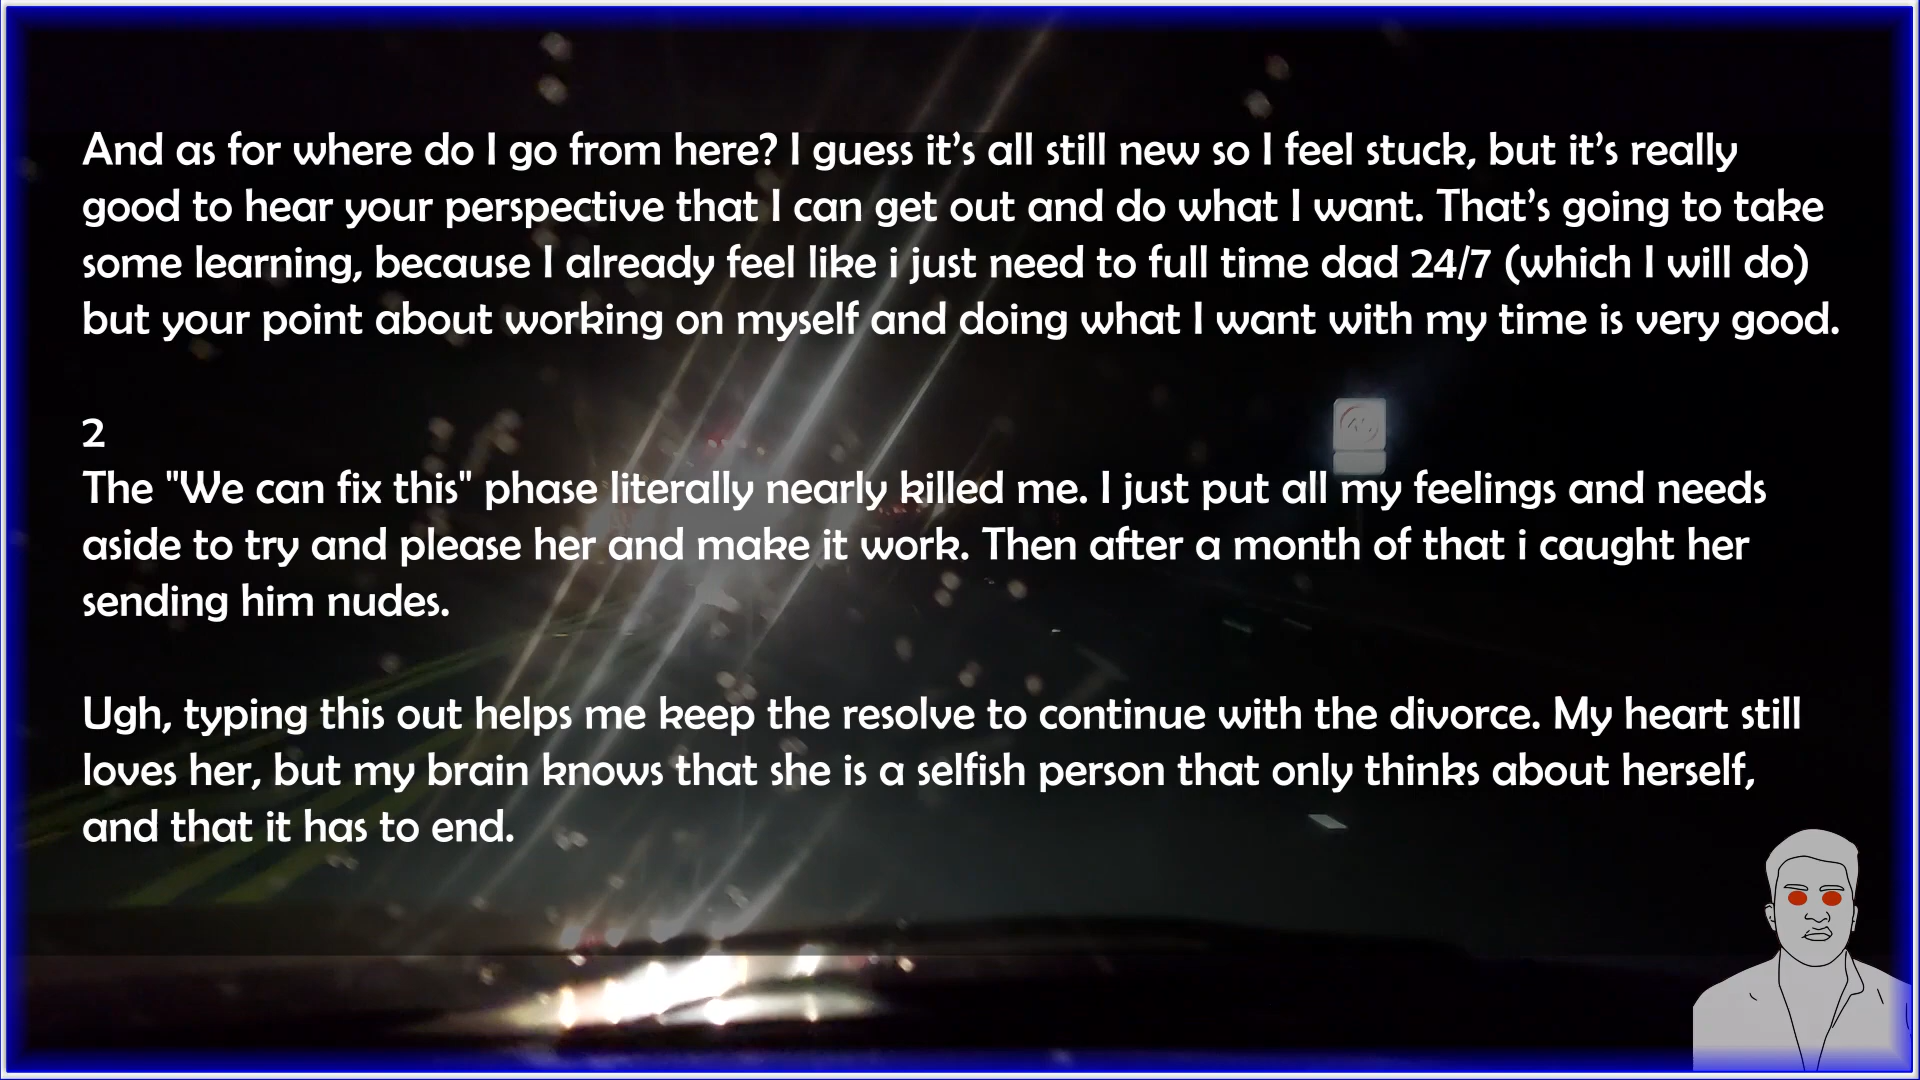 And as for where do I go from here? I guess it’s all still new so I feel stuck, but it’s really
good to hear your perspective that I can get out and do what I want. That’s going to take
some learning, because I already feel like i just need to full time dad 24/7 (which I will do)
but your point about working on myself and doing what I want with my time is very good.
2
The "We can fix this" phase literally nearly killed me. I just put all my feelings and needs
aside to try and please her and make it work. Then after a month of that i caught her
sending him nudes.
Ugh, typing this out helps me keep the resolve to continue with the divorce. My heart still
loves her, but my brain knows that she is a selfish person that only thinks about herself,
and that it has to end.